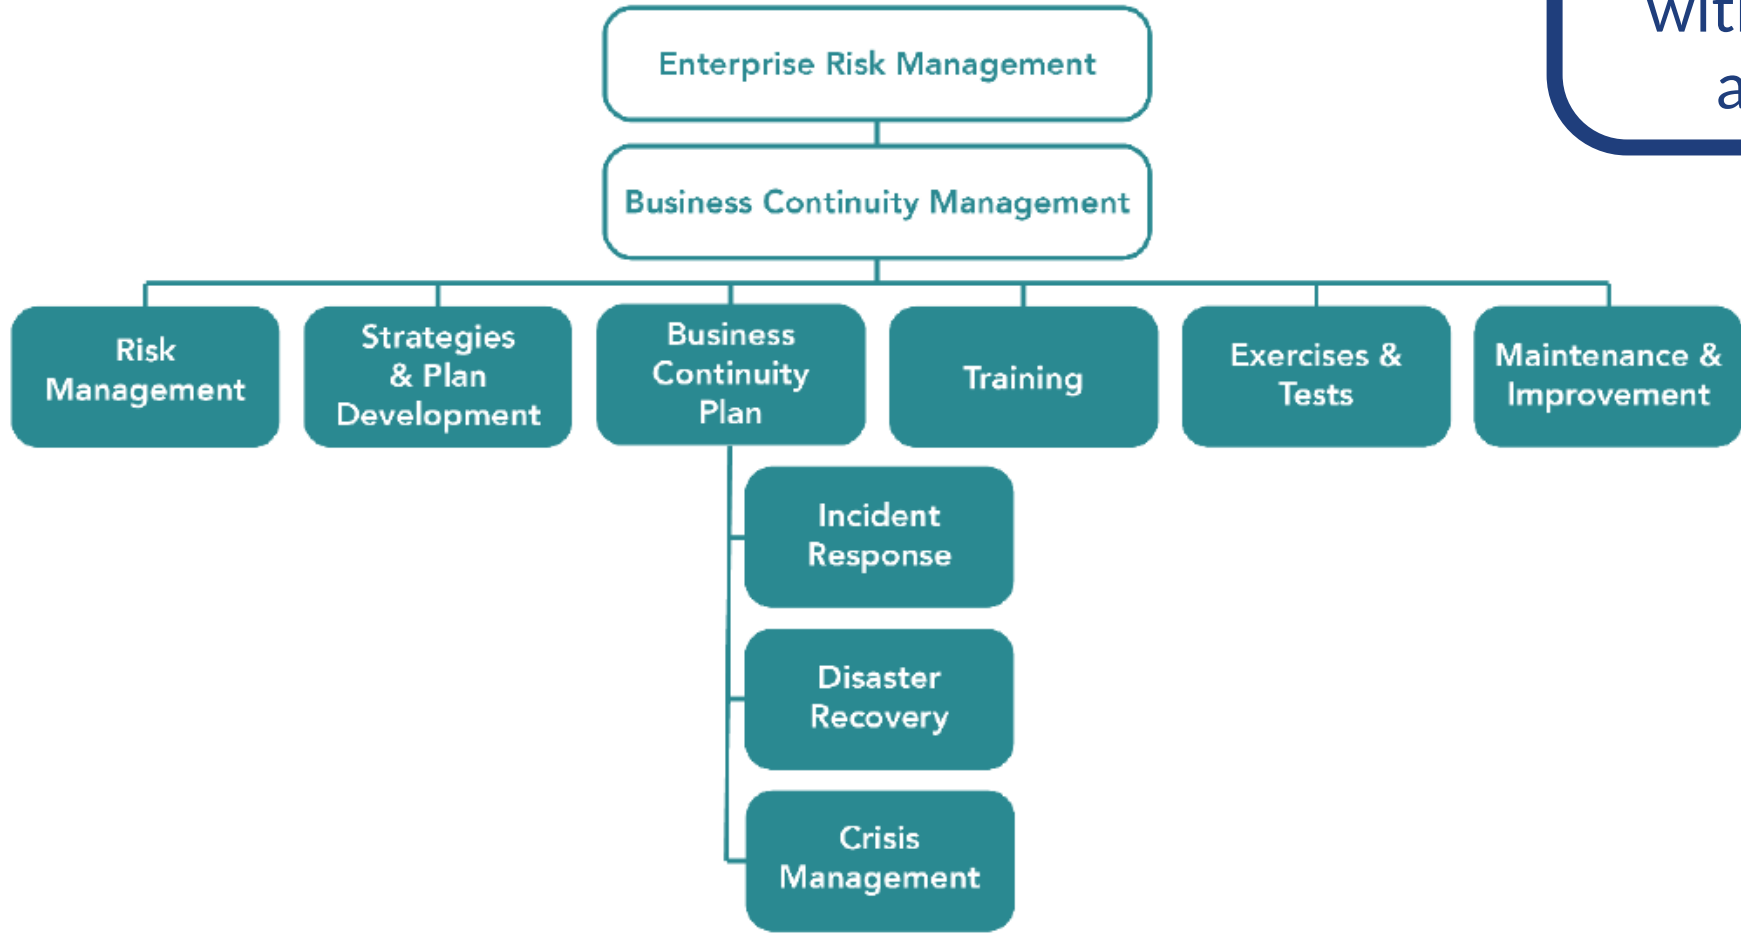 Enterprise Risk Management
Business Continuity Management
Risk
Management
Strategies
& Plan
Development
Business
Continuity
Plan
Training
Exercises &
Tests
Maintenance &
Improvement
Incident
Response
Disaster
Recovery
Crisis
Management